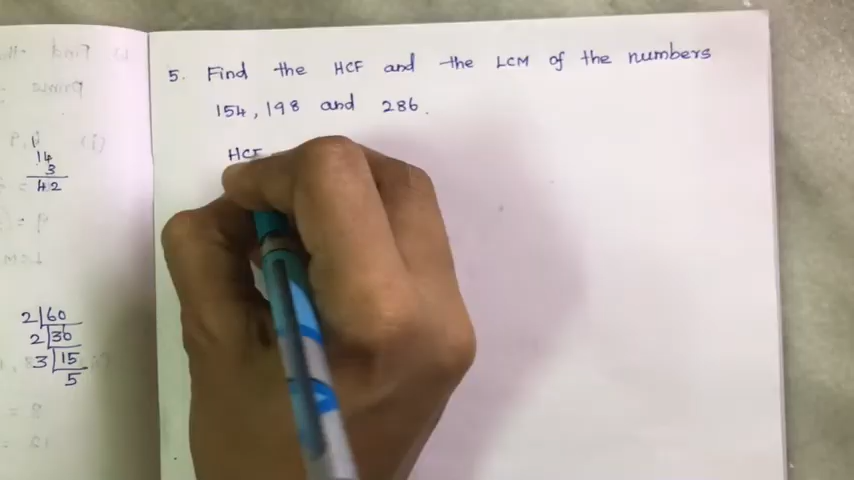 5. Find the HCF and the LCM of the numbers
154, 198 and 286.
HCF
14
3
42
2 60
2 30
3 15
5